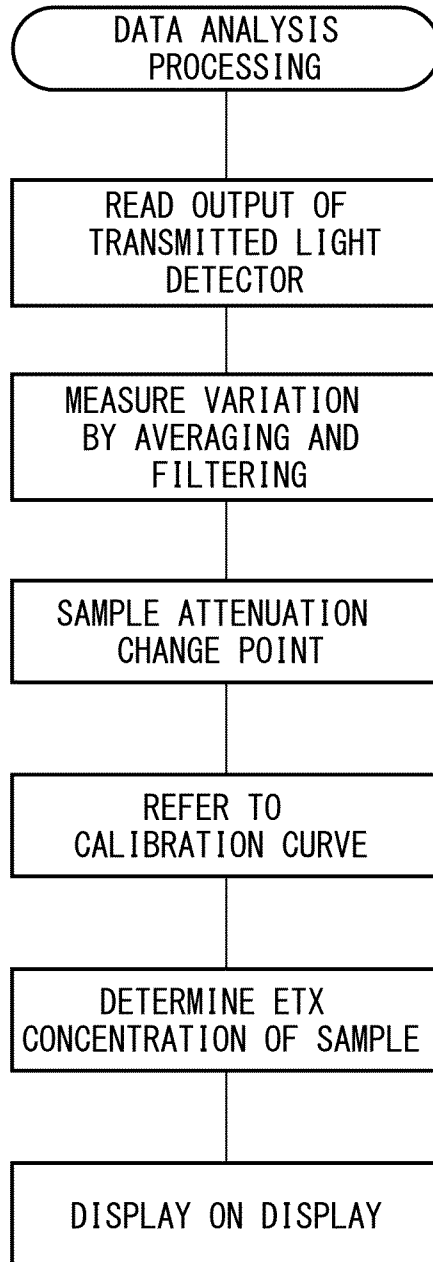 DATA ANALYSIS
PROCESSING
READ OUTPUT OF
TRANSMITTED LIGHT
DETECTOR
MEASURE VARIATION
BY AVERAGING AND
FILTERING
SAMPLE ATTENUATION
CHANGE POINT
REFER TO
CALIBRATION CURVE
DETERMINE ETX
CONCENTRATION OF SAMPLE
DISPLAY ON DISPLAY